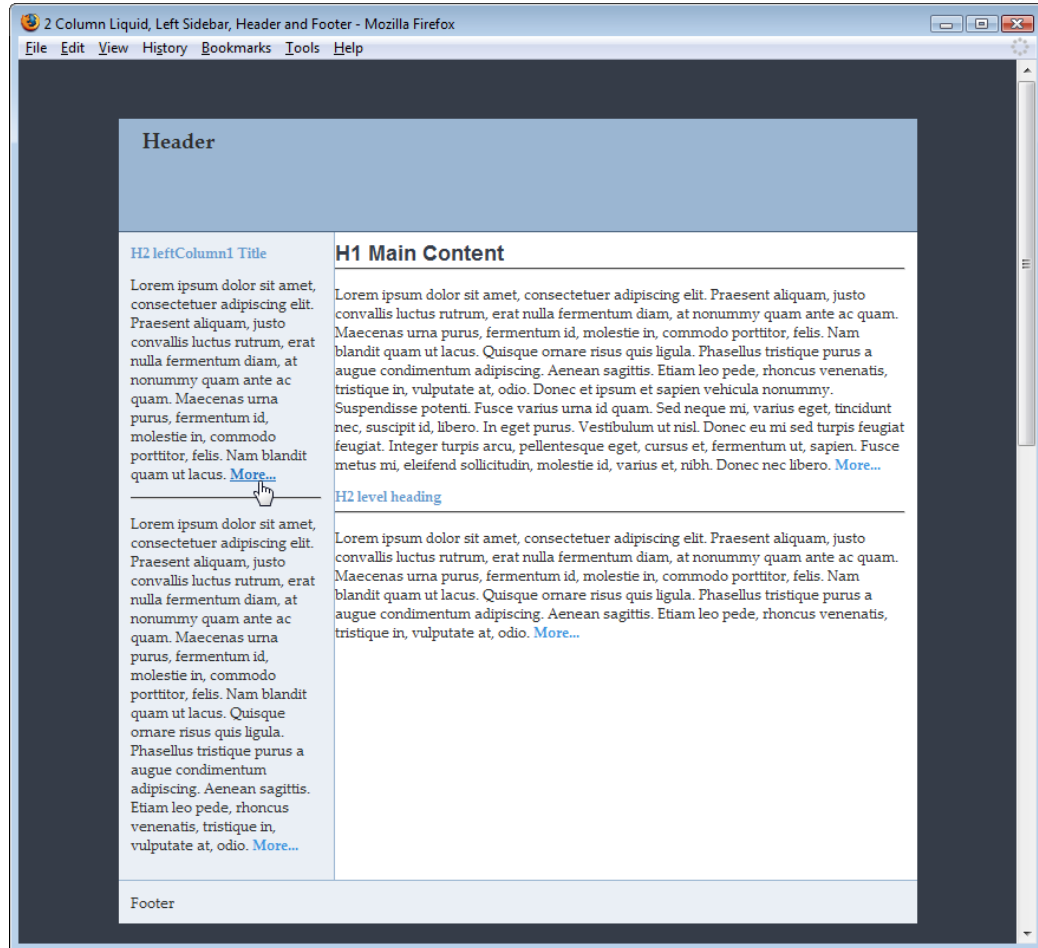 2 Column Liquid, Left Sidebar, Header and Footer - Mozilla Firefox
File Edit View History Bookmarks Tools Help
Header
H2 leftColumn1 Title
Lorem ipsum dolor sit amet,
consectetuer adipiscing elit.
Praesent aliquam, justo
convallis luctus rutrum, erat
nulla fermentum diam, at
nonummy quam ante ac
quam. Maecenas urna
purus, fermentum id,
molestie in, commodo
porttitor, felis. Nam blandit
quam ut lacus. More...
Lorem ipsum dolor sit amet,
consectetuer adipiscing elit.
Praesent aliquam, justo
convallis luctus rutrum, erat
nulla fermentum diam, at
nonummy quam ante ac
quam. Maecenas urna
purus, fermentum id,
molestie in, commodo
porttitor, felis. Nam blandit
quam ut lacus. Quisque
ornare risus quis ligula.
Phasellus tristique purus a
augue condimentum
adipiscing. Aenean sagittis.
Etiam leo pede, rhoncus
venenatis, tristique in,
vulputate at, odio. More...
H1 Main Content
Lorem ipsum dolor sit amet, consectetuer adipiscing elit. Praesent aliquam, justo
convallis luctus rutrum, erat nulla fermentum diam, at nonummy quam ante ac quam.
Maecenas urna purus, fermentum id, molestie in, commodo porttitor, felis. Nam
blandit quam ut lacus. Quisque ornare risus quis ligula. Phasellus tristique purus a
augue condimentum adipiscing. Aenean sagittis. Etiam leo pede, rhoncus venenatis,
tristique in, vulputate at, odio. Donec et ipsum et sapien vehicula nonummy.
Suspendisse potenti. Fusce varius urna id quam. Sed neque mi, varius eget, tincidunt
nec, suscipit id, libero. In eget purus. Vestibulum ut nisl. Donec eu mi sed turpis feugiat
feugiat. Integer turpis arcu, pellentesque eget, cursus et, fermentum ut, sapien. Fusce
metus mi, eleifend sollicitudin, molestie id, varius et, nibh. Donec nec libero. More...
H2 level heading
Lorem ipsum dolor sit amet, consectetuer adipiscing elit. Praesent aliquam, justo
convallis luctus rutrum, erat nulla fermentum diam, at nonummy quam ante ac quam.
Maecenas urna purus, fermentum id, molestie in, commodo porttitor, felis. Nam
blandit quam ut lacus. Quisque ornare risus quis ligula. Phasellus tristique purus a
augue condimentum adipiscing. Aenean sagittis. Etiam leo pede, rhoncus venenatis,
tristique in, vulputate at, odio. More...
Footer